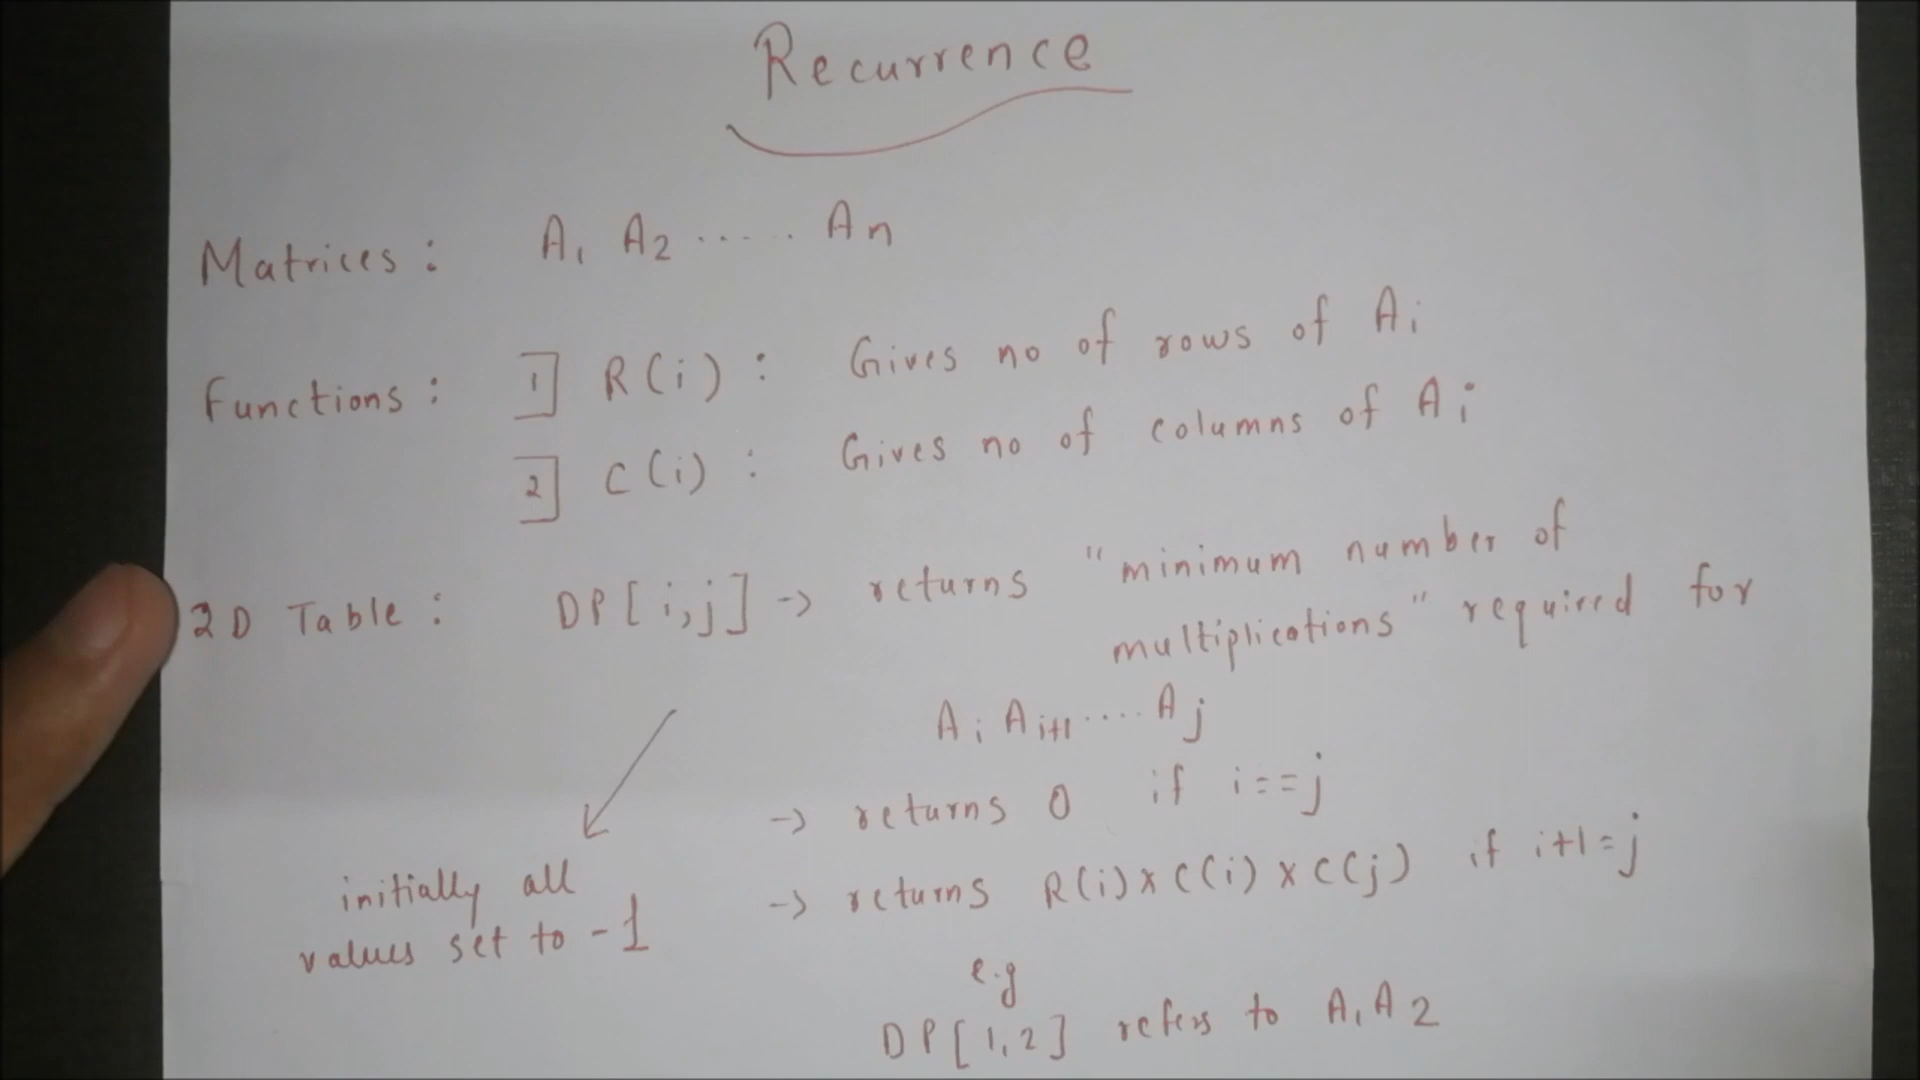 Recurrence
Matrices : A1 A2 ..... An
Functions : 1] R(i) : Gives no of rows of Ai
2] C(i) : Gives no of columns of Ai
2D Table : DP[i,j] -> returns "minimum number of
multiplications" required for
Ai Ai+1 .... Aj
-> returns 0 if i==j
initially all
values set to -1
-> returns R(i) x C(i) x C(j) if i+1=j
e.g
DP[1,2] refers to A1 A2